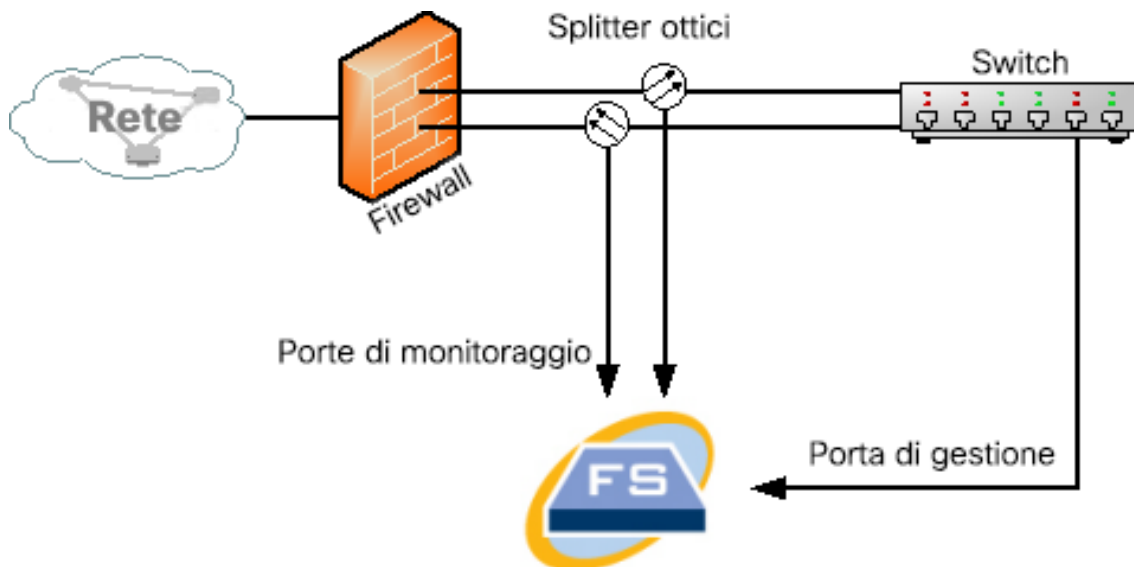 Splitter ottici
Switch
Rete
Firewall
Porte di monitoraggio
Porta di gestione
FS